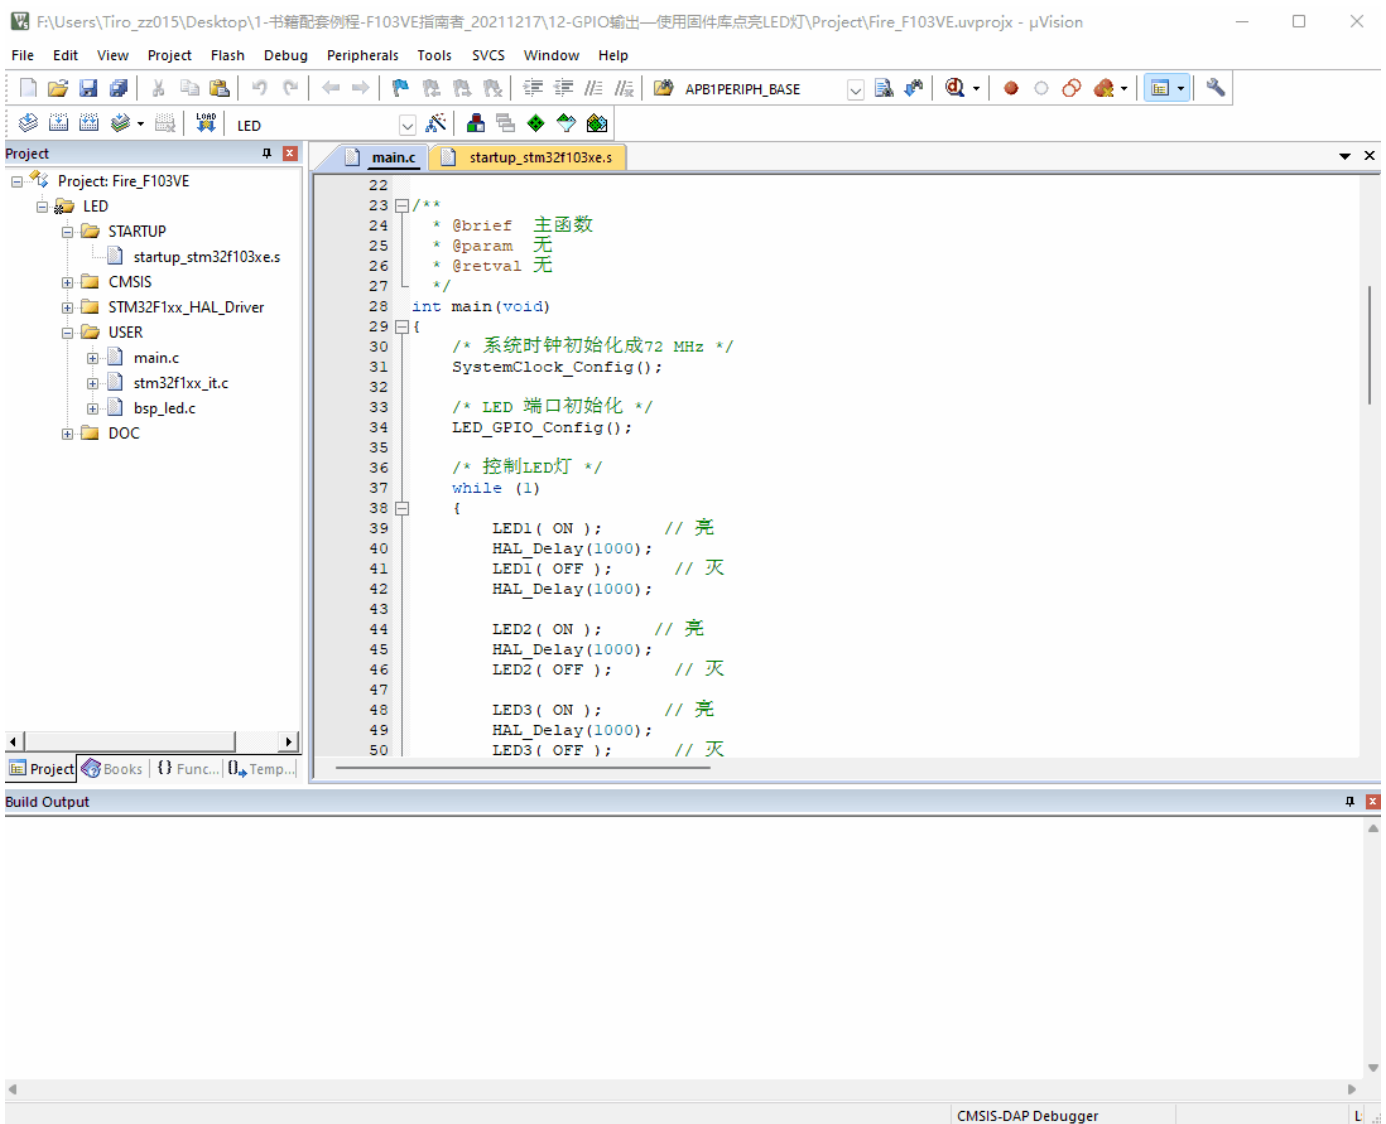 F:\Users\Tiro_zz015\Desktop\1-书籍配套例程-F103VE指南者_20211217\12-GPIO输出—使用固件库点亮LED灯\Project\Fire_F103VE.uvprojx - µVision
File Edit View Project Flash Debug Peripherals Tools SVCS Window Help
APB1PERIPH_BASE
LOAD LED
Project
main.c startup_stm32f103xe.s
Project: Fire_F103VE
LED
STARTUP
startup_stm32f103xe.s
CMSIS
STM32F1xx_HAL_Driver
USER
main.c
stm32f1xx_it.c
bsp_led.c
DOC
22
23 /**
24 * @brief 主函数
25 * @param 无
26 * @retval 无
27 */
28 int main(void)
29 {
30 /* 系统时钟初始化成72 MHz */
31 SystemClock_Config();
32
33 /* LED 端口初始化 */
34 LED_GPIO_Config();
35
36 /* 控制LED灯 */
37 while (1)
38 {
39 LED1( ON ); // 亮
40 HAL_Delay(1000);
41 LED1( OFF ); // 灭
42 HAL_Delay(1000);
43
44 LED2( ON ); // 亮
45 HAL_Delay(1000);
46 LED2( OFF ); // 灭
47
48 LED3( ON ); // 亮
49 HAL_Delay(1000);
50 LED3( OFF ); // 灭
Project Books {} Func... 0 Temp...
Build Output
CMSIS-DAP Debugger